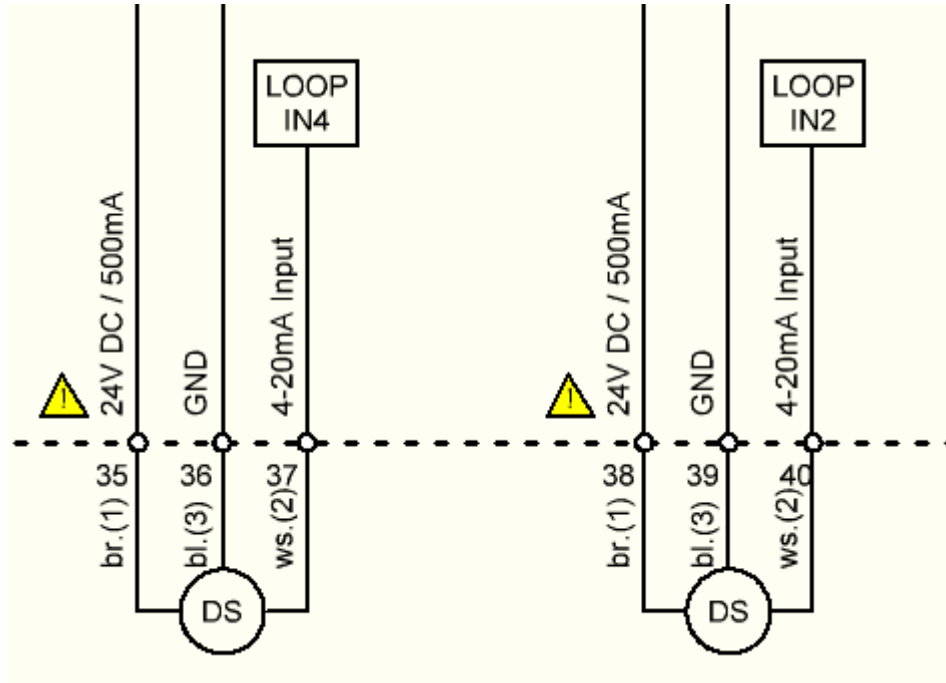 LOOP
IN4
24V DC / 500mA
GND
4-20mA Input
!
35
36
37
br.(1)
bl.(3)
ws.(2)
DS
LOOP
IN2
24V DC / 500mA
GND
4-20mA Input
!
38
39
40
br.(1)
bl.(3)
ws.(2)
DS